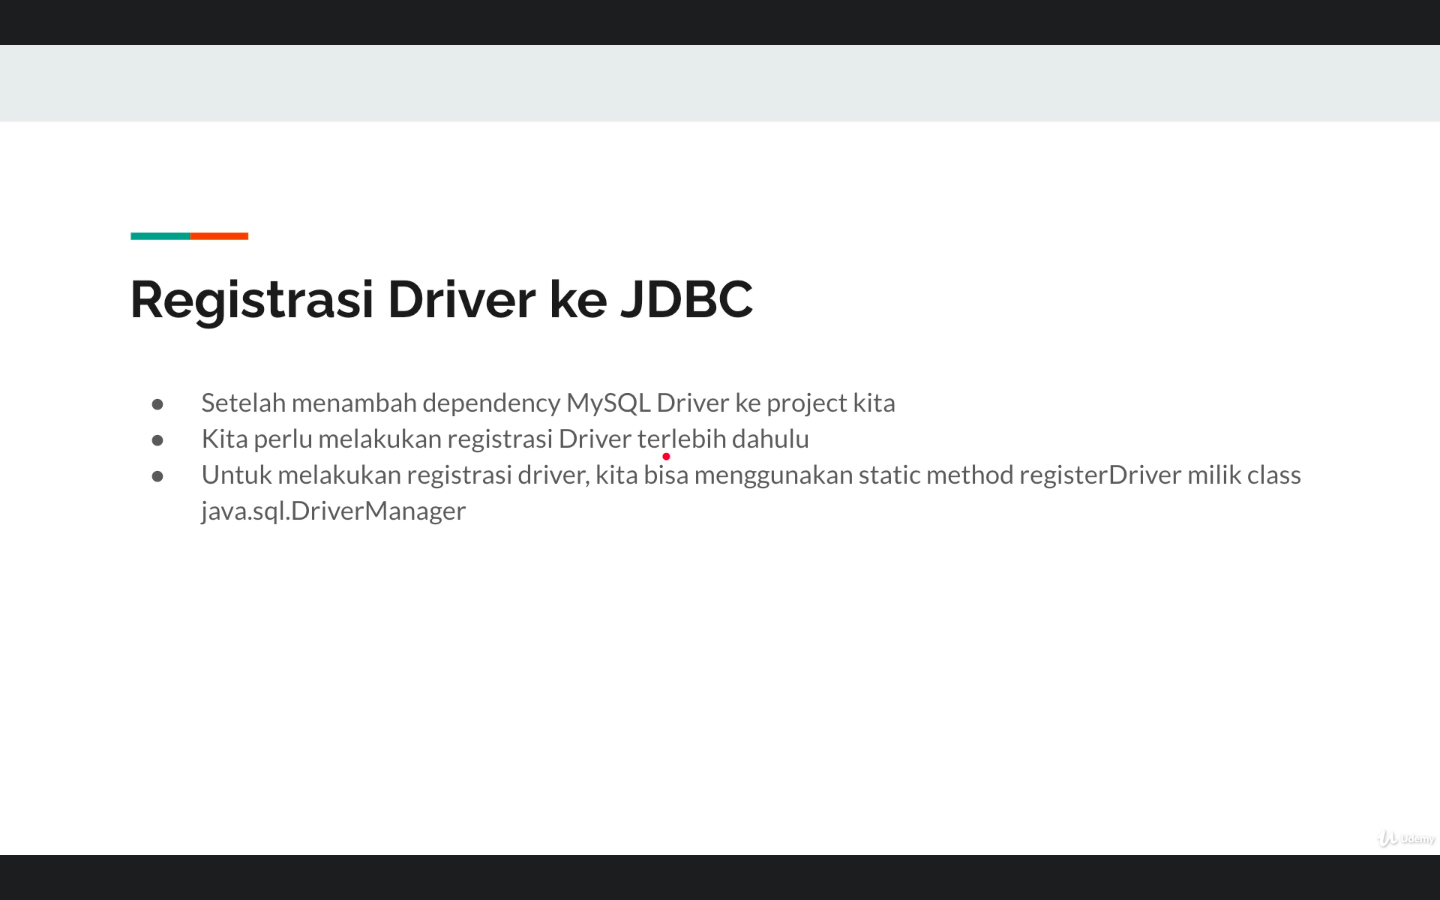 Registrasi Driver ke JDBC
● Setelah menambah dependency MySQL Driver ke project kita
● Kita perlu melakukan registrasi Driver terlebih dahulu
● Untuk melakukan registrasi driver, kita bisa menggunakan static method registerDriver milik class
java.sql.DriverManager
Udemy